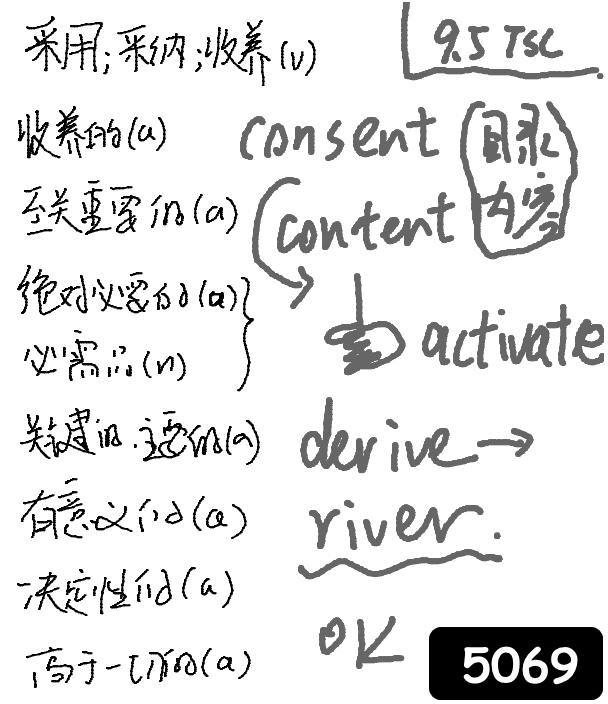 采用;采纳;收养(v)
9.5 TSC
收养的(a)
consent
目录
至关重要的(a)
content
内容
绝对必要的(a)
必需品(n)
activate
关键的.主要的(a)
derive→
有意义的(a)
river.
决定性的(a)
OK
高于一切的(a)
5069